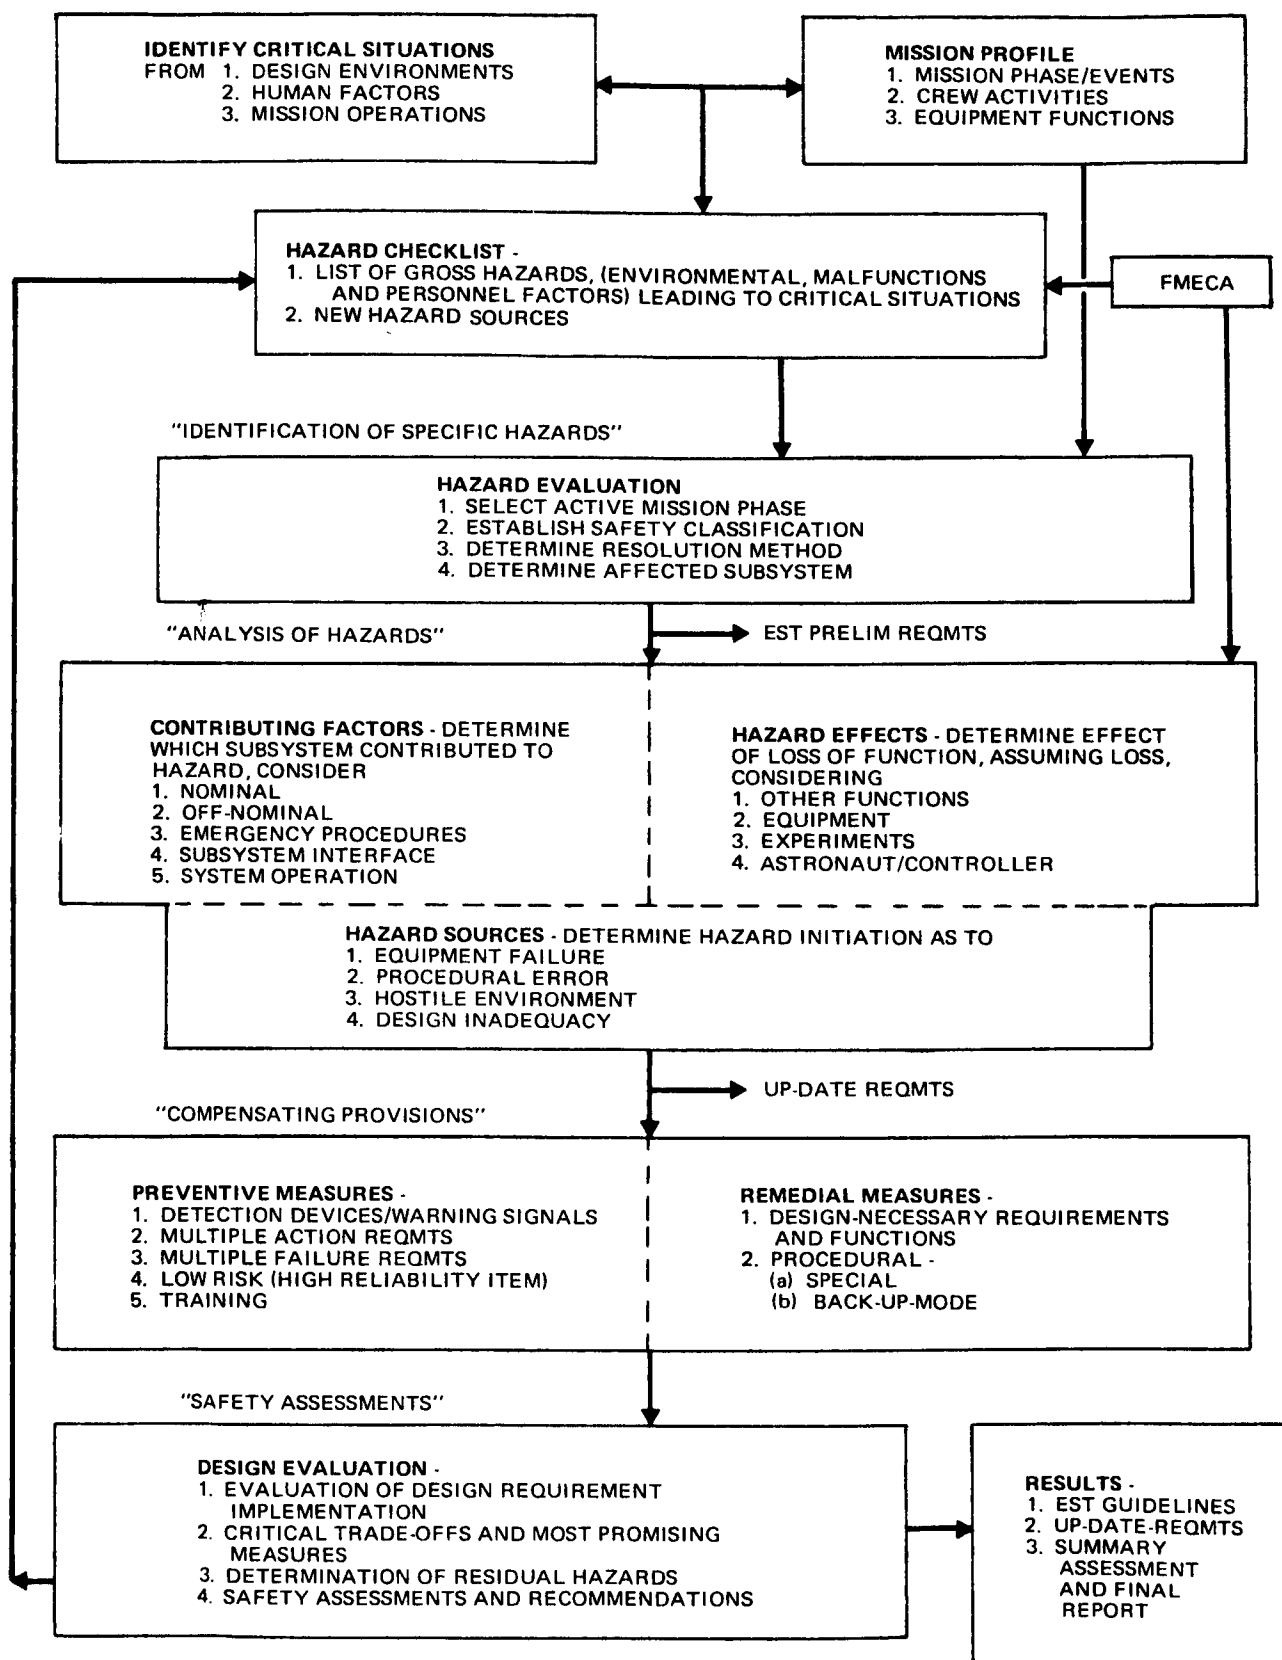 IDENTIFY CRITICAL SITUATIONS
FROM 1. DESIGN ENVIRONMENTS
2. HUMAN FACTORS
3. MISSION OPERATIONS
MISSION PROFILE
1. MISSION PHASE/EVENTS
2. CREW ACTIVITIES
3. EQUIPMENT FUNCTIONS
HAZARD CHECKLIST -
1. LIST OF GROSS HAZARDS, (ENVIRONMENTAL, MALFUNCTIONS
AND PERSONNEL FACTORS) LEADING TO CRITICAL SITUATIONS
2. NEW HAZARD SOURCES
FMECA
"IDENTIFICATION OF SPECIFIC HAZARDS"
HAZARD EVALUATION
1. SELECT ACTIVE MISSION PHASE
2. ESTABLISH SAFETY CLASSIFICATION
3. DETERMINE RESOLUTION METHOD
4. DETERMINE AFFECTED SUBSYSTEM
"ANALYSIS OF HAZARDS"
EST PRELIM REQMTS
CONTRIBUTING FACTORS - DETERMINE
WHICH SUBSYSTEM CONTRIBUTED TO
HAZARD, CONSIDER
1. NOMINAL
2. OFF-NOMINAL
3. EMERGENCY PROCEDURES
4. SUBSYSTEM INTERFACE
5. SYSTEM OPERATION
HAZARD EFFECTS - DETERMINE EFFECT
OF LOSS OF FUNCTION, ASSUMING LOSS,
CONSIDERING
1. OTHER FUNCTIONS
2. EQUIPMENT
3. EXPERIMENTS
4. ASTRONAUT/CONTROLLER
HAZARD SOURCES - DETERMINE HAZARD INITIATION AS TO
1. EQUIPMENT FAILURE
2. PROCEDURAL ERROR
3. HOSTILE ENVIRONMENT
4. DESIGN INADEQUACY
UP-DATE REQMTS
"COMPENSATING PROVISIONS"
PREVENTIVE MEASURES -
1. DETECTION DEVICES/WARNING SIGNALS
2. MULTIPLE ACTION REQMTS
3. MULTIPLE FAILURE REQMTS
4. LOW RISK (HIGH RELIABILITY ITEM)
5. TRAINING
REMEDIAL MEASURES -
1. DESIGN-NECESSARY REQUIREMENTS
AND FUNCTIONS
2. PROCEDURAL -
(a) SPECIAL
(b) BACK-UP-MODE
"SAFETY ASSESSMENTS"
DESIGN EVALUATION -
1. EVALUATION OF DESIGN REQUIREMENT
IMPLEMENTATION
2. CRITICAL TRADE-OFFS AND MOST PROMISING
MEASURES
3. DETERMINATION OF RESIDUAL HAZARDS
4. SAFETY ASSESSMENTS AND RECOMMENDATIONS
RESULTS -
1. EST GUIDELINES
2. UP-DATE-REQMTS
3. SUMMARY
ASSESSMENT
AND FINAL
REPORT